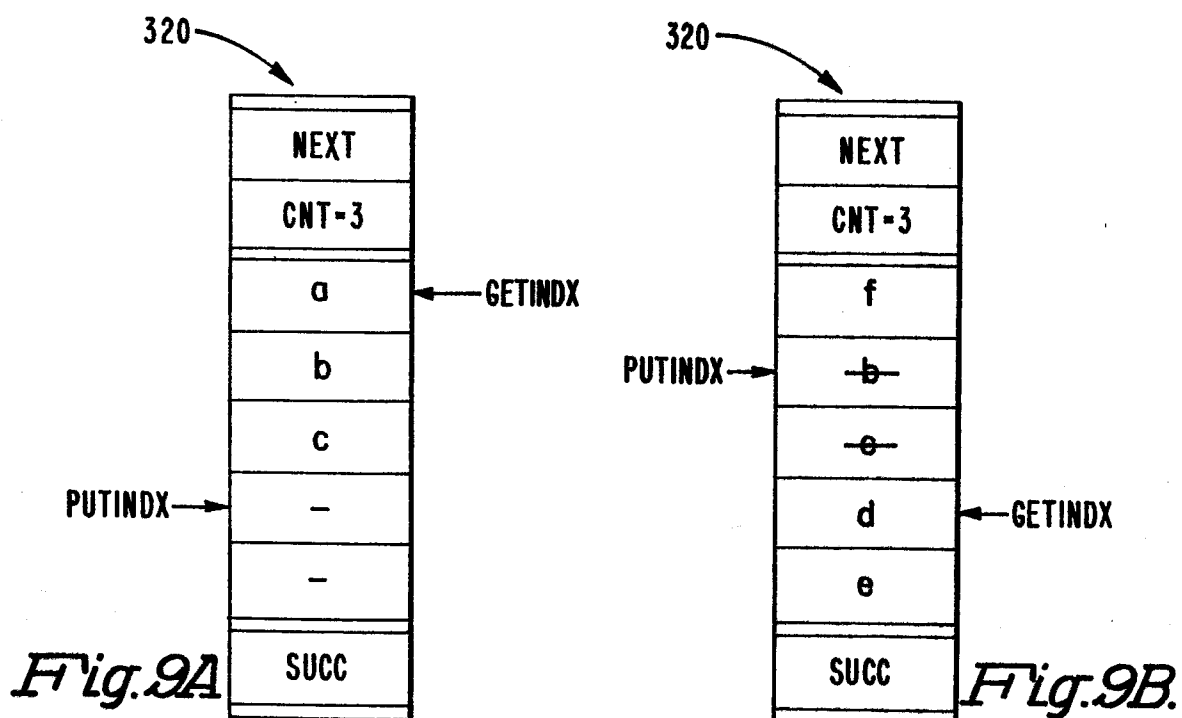 320
NEXT
CNT=3
a
GETINDX
b
c
PUTINDX
-
-
SUCC
Fig.9A
320
NEXT
CNT=3
f
PUTINDX
b
c
d
GETINDX
e
SUCC
Fig.9B.